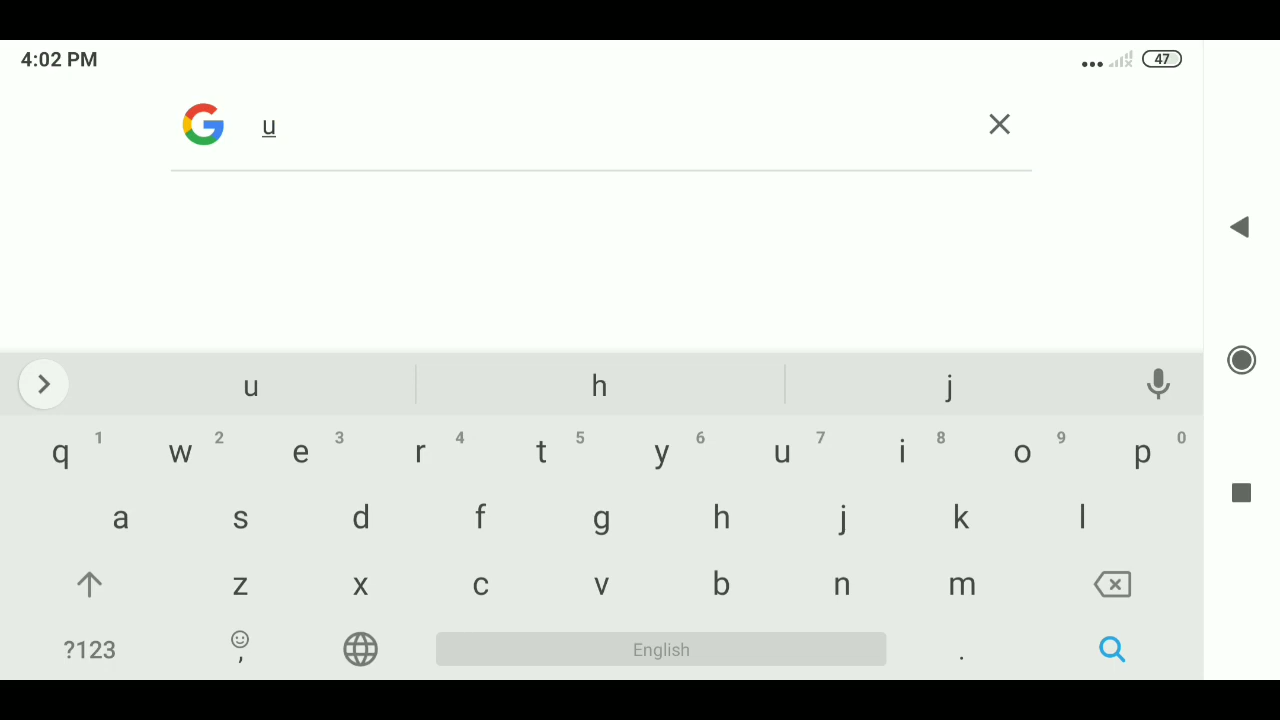 4:02 PM
47
u
u h j
1 2 3 4 5 6 7 8 9 0
q w e r t y u i o p
a s d f g h j k l
z x c v b n m
?123 , English .